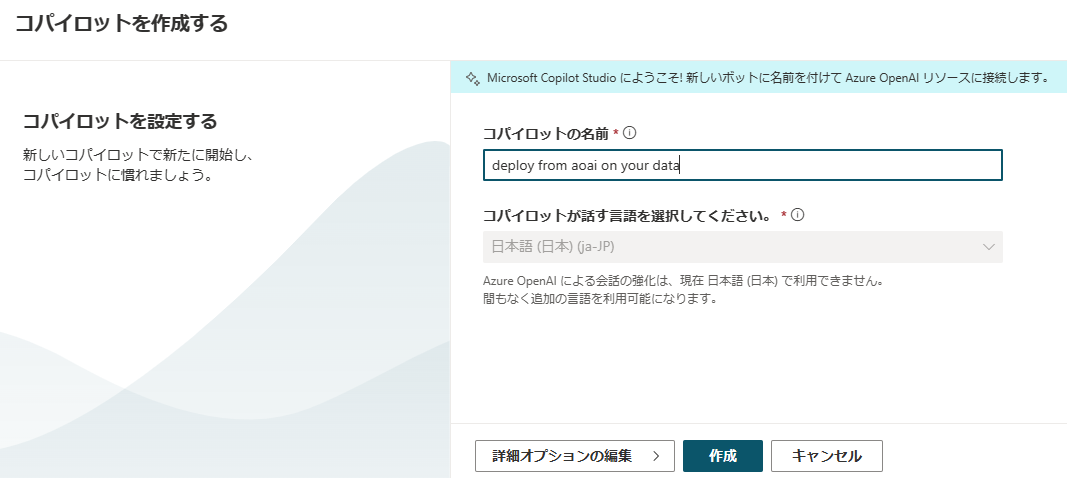 コパイロットを作成する
Microsoft Copilot Studio にようこそ! 新しいボットに名前を付けて Azure OpenAI リソースに接続します。
コパイロットを設定する
新しいコパイロットで新たに開始し、
コパイロットに慣れましょう。
コパイロットの名前 *
deploy from aoai on your data
コパイロットが話す言語を選択してください。 *
日本語 (日本) (ja-JP)
Azure OpenAI による会話の強化は、現在 日本語 (日本) で利用できません。
間もなく追加の言語を利用可能になります。
詳細オプションの編集
作成
キャンセル